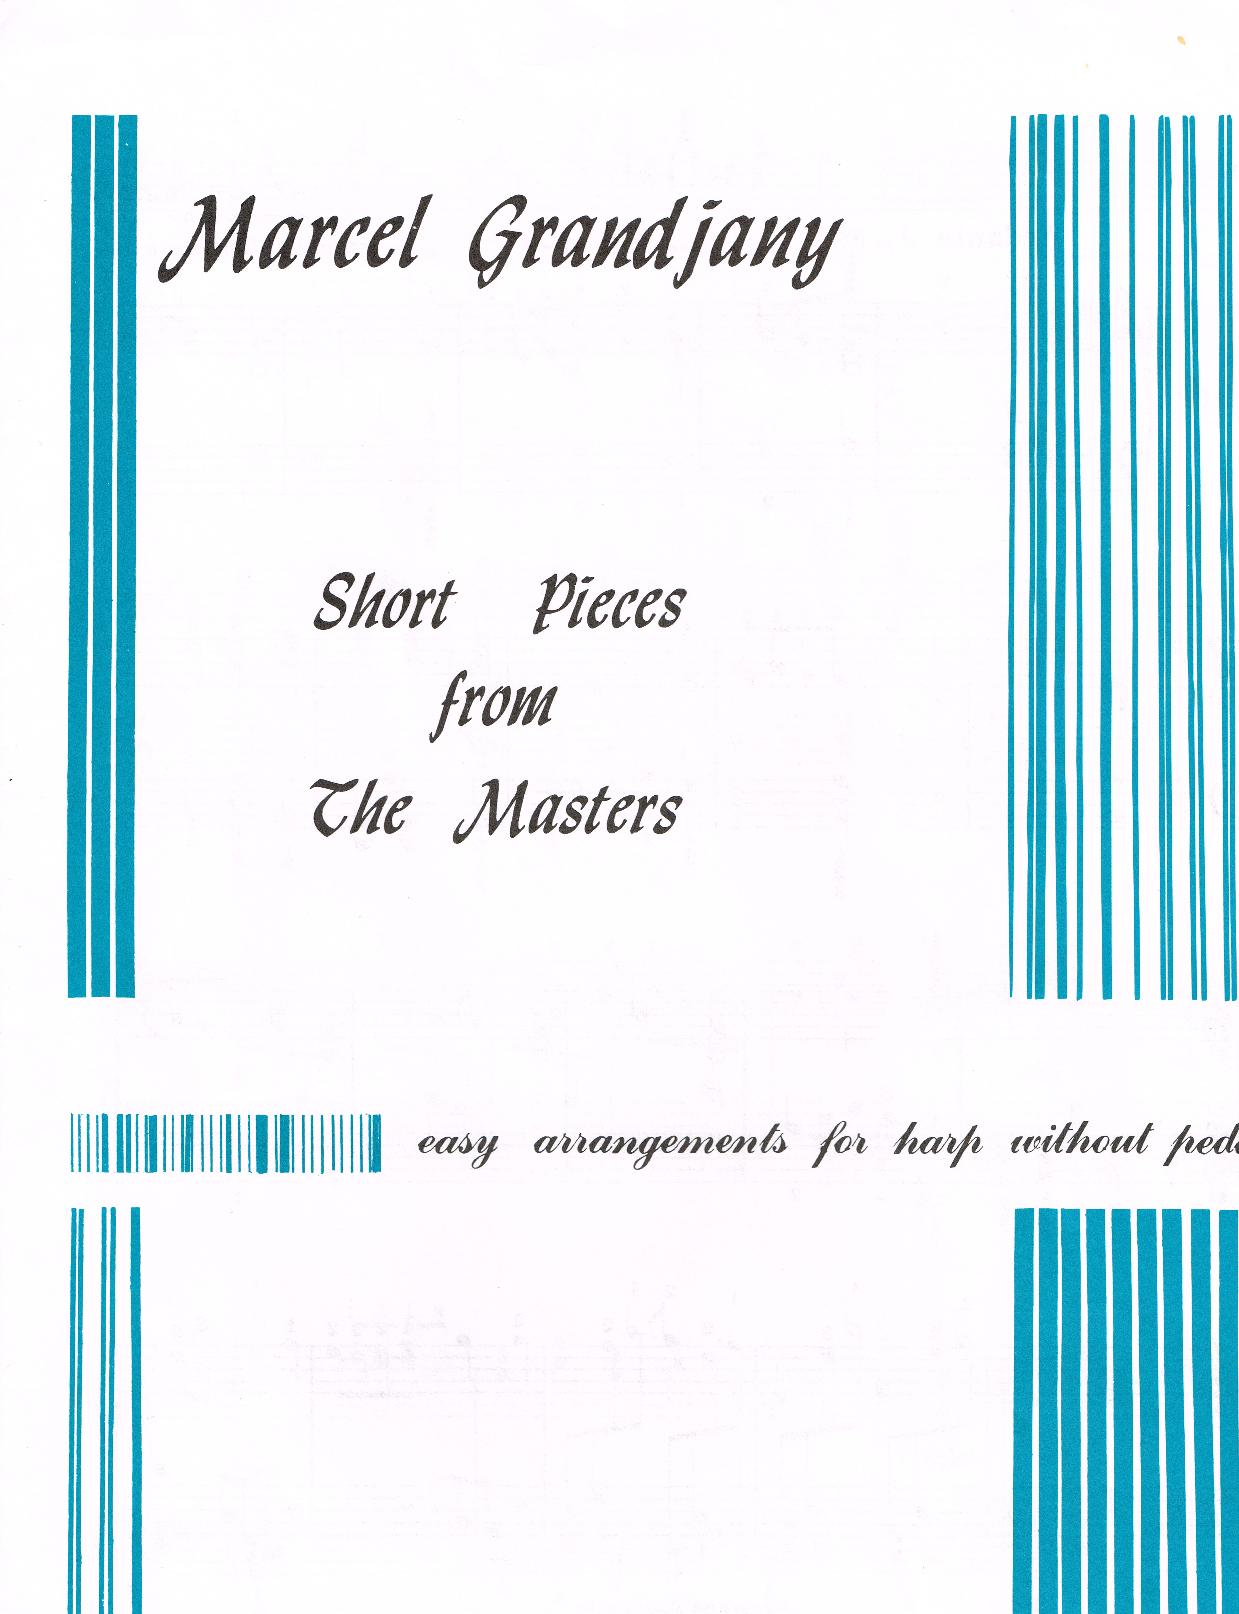 Marcel Grandjany
Short Pieces
from
The Masters
easy arrangements for harp without